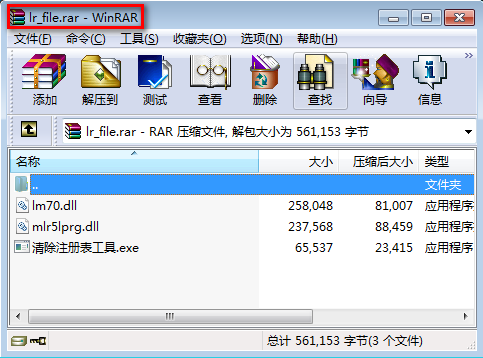 lr_file.rar - WinRAR
文件(F) 命令(C) 工具(S) 收藏夹(O) 选项(N) 帮助(H)
添加 解压到 测试 查看 删除 查找 向导 信息
lr_file.rar - RAR 压缩文件, 解包大小为 561,153 字节
名称 大小 压缩后大小 类型
.. 文件夹
lm70.dll 258,048 81,007 应用程序
mlr5lprg.dll 237,568 88,459 应用程序
清除注册表工具.exe 65,537 23,415 应用程序
总计 561,153 字节(3 个文件)